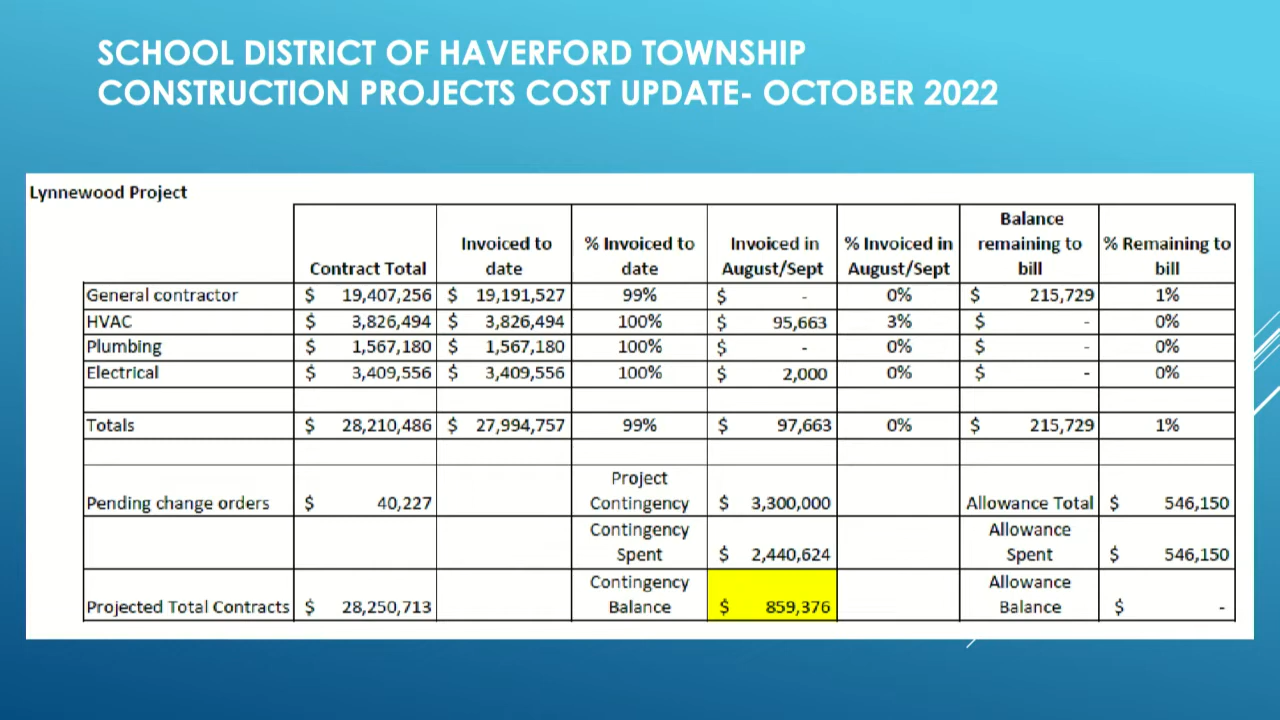 SCHOOL DISTRICT OF HAVERFORD TOWNSHIP
CONSTRUCTION PROJECTS COST UPDATE- OCTOBER 2022
Lynnewood Project
Contract Total Invoiced to date % Invoiced to date Invoiced in August/Sept % Invoiced in August/Sept Balance remaining to bill % Remaining to bill
General contractor $ 19,407,256 $ 19,191,527 99% $ - 0% $ 215,729 1%
HVAC $ 3,826,494 $ 3,826,494 100% $ 95,663 3% $ - 0%
Plumbing $ 1,567,180 $ 1,567,180 100% $ - 0% $ - 0%
Electrical $ 3,409,556 $ 3,409,556 100% $ 2,000 0% $ - 0%
Totals $ 28,210,486 $ 27,994,757 99% $ 97,663 0% $ 215,729 1%
Pending change orders $ 40,227 Project Contingency $ 3,300,000 Allowance Total $ 546,150
Contingency Spent $ 2,440,624 Allowance Spent $ 546,150
Projected Total Contracts $ 28,250,713 Contingency Balance $ 859,376 Allowance Balance $ -